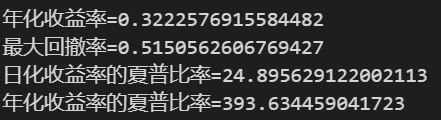 年化收益率=0.3222576915584482
最大回撤率=0.5150562606769427
日化收益率的夏普比率=24.895629122002113
年化收益率的夏普比率=393.634459041723